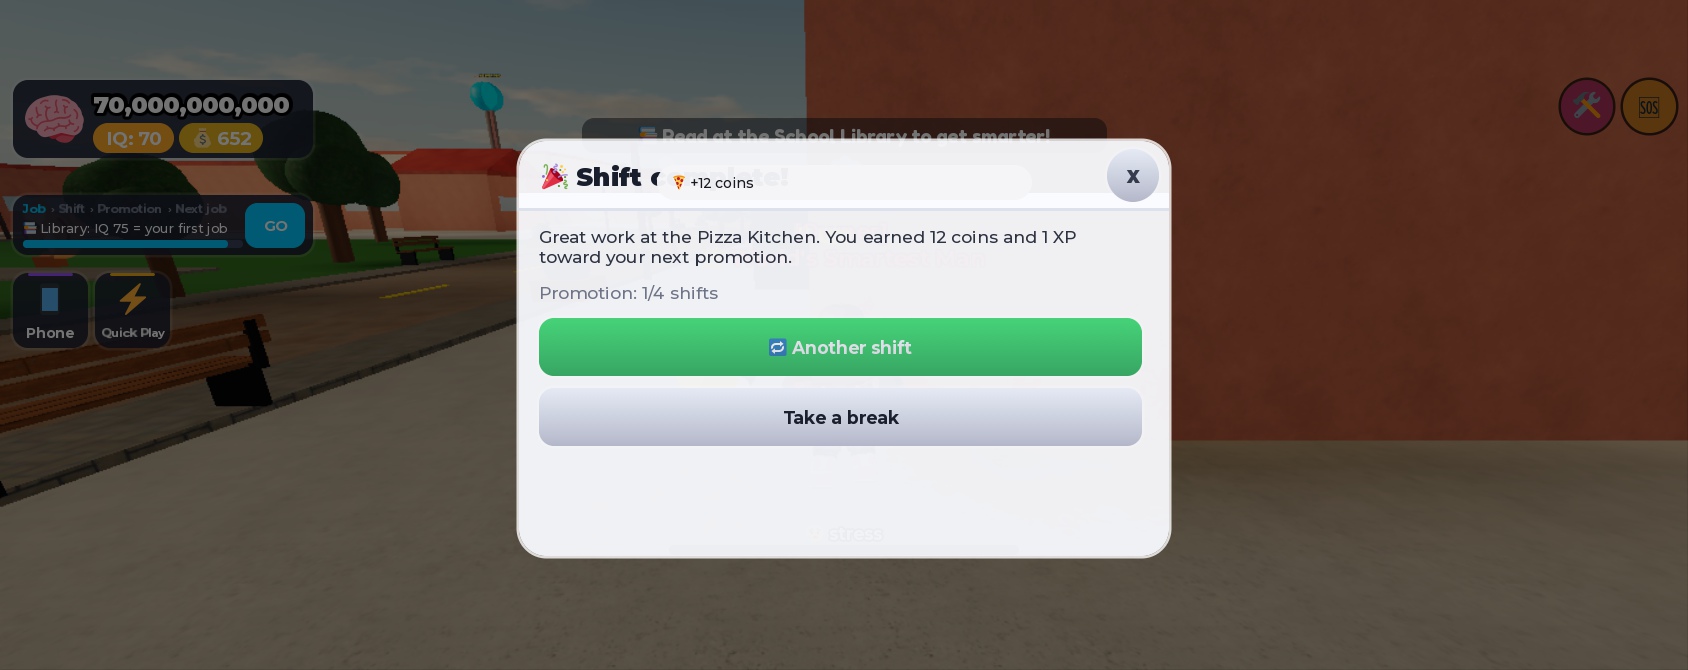 70,000,000,000
IQ: 70
652
Job › Shift › Promotion › Next job
Library: IQ 75 = your first job
GO
Phone
Quick Play
Read at the School Library to get smarter!
SOS
Shift complete!
+12 coins
X
Great work at the Pizza Kitchen. You earned 12 coins and 1 XP
toward your next promotion.
Promotion: 1/4 shifts
Another shift
Take a break
stress